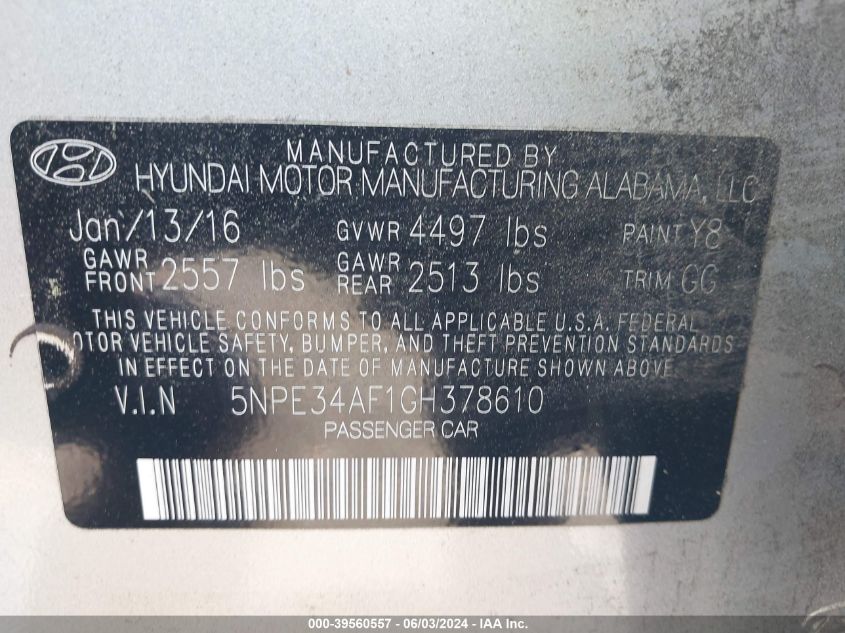 MANUFACTURED BY
HYUNDAI MOTOR MANUFACTURING ALABAMA, LLC
Jan/13/16 GVWR 4497 lbs PAINT Y8
GAWR FRONT 2557 lbs GAWR REAR 2513 lbs TRIM GG
THIS VEHICLE CONFORMS TO ALL APPLICABLE U.S.A. FEDERAL
OTOR VEHICLE SAFETY, BUMPER, AND THEFT PREVENTION STANDARDS
IN EFFECT ON THE DATE OF MANUFACTURE SHOWN ABOVE.
V.I.N 5NPE34AF1GH378610
PASSENGER CAR
000-39560557 - 06/03/2024 - IAA Inc.